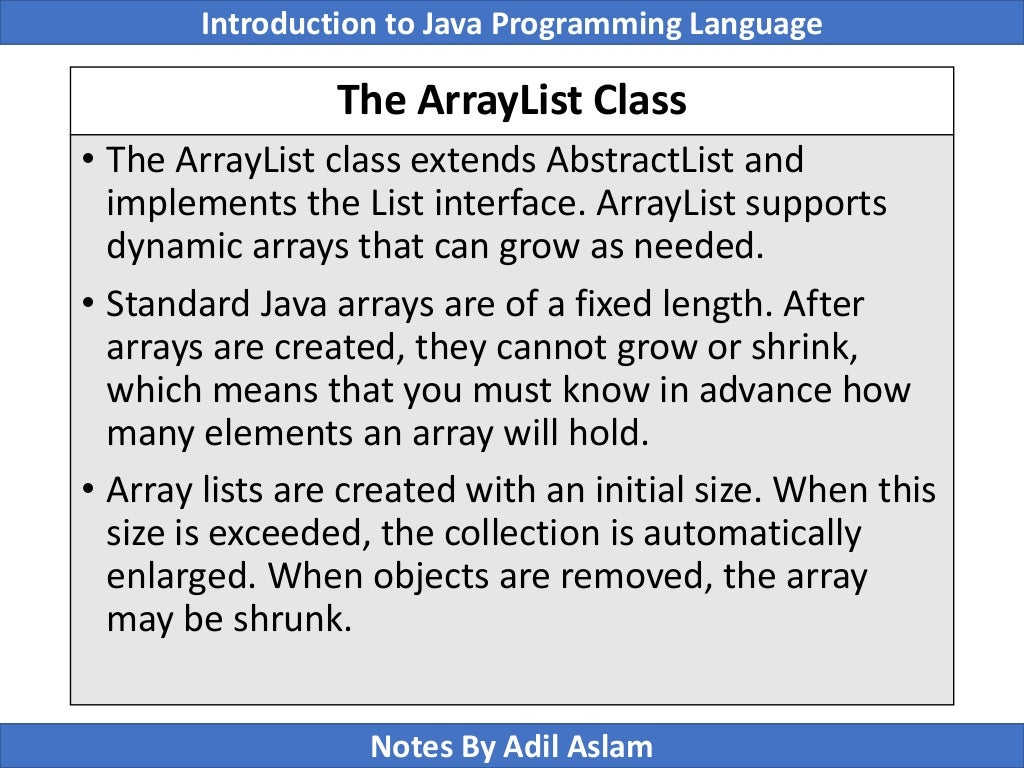 Introduction to Java Programming Language
The ArrayList Class
• The ArrayList class extends AbstractList and
implements the List interface. ArrayList supports
dynamic arrays that can grow as needed.
• Standard Java arrays are of a fixed length. After
arrays are created, they cannot grow or shrink,
which means that you must know in advance how
many elements an array will hold.
• Array lists are created with an initial size. When this
size is exceeded, the collection is automatically
enlarged. When objects are removed, the array
may be shrunk.
Notes By Adil Aslam